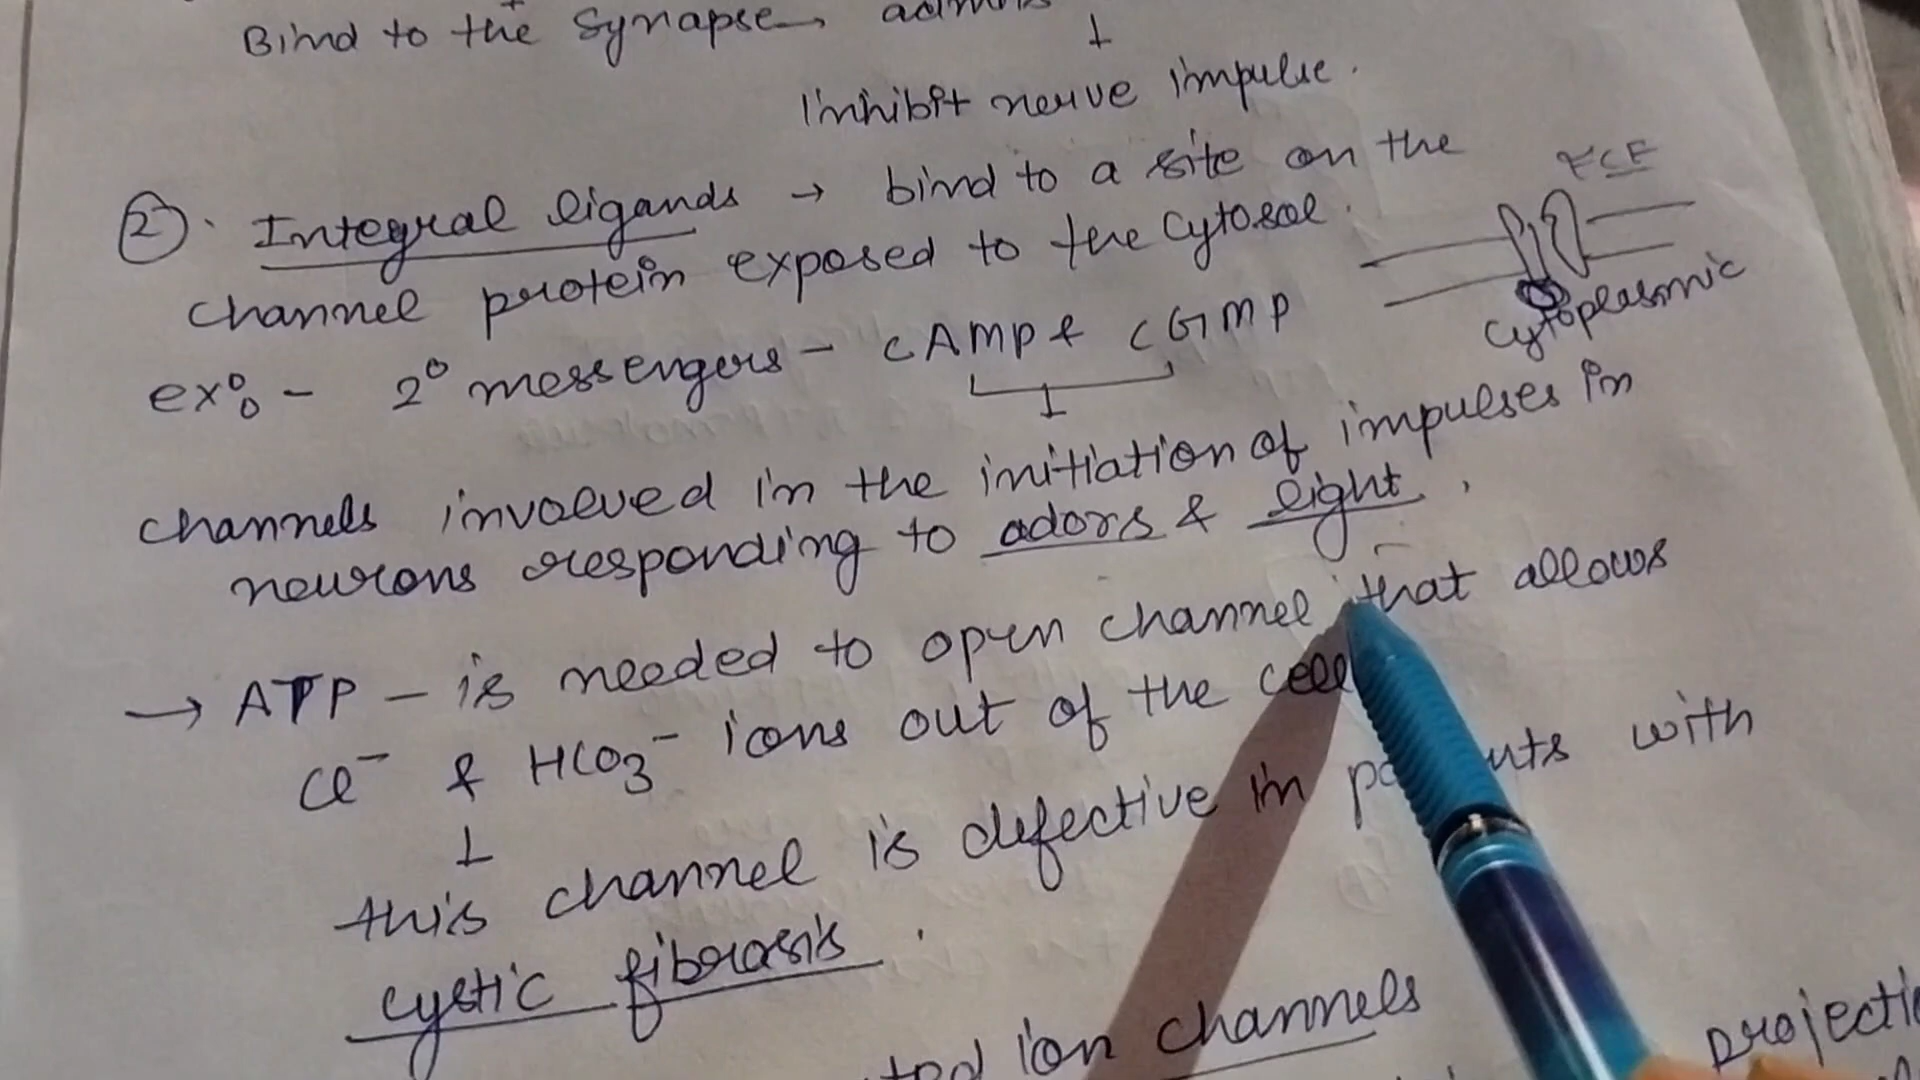 Bind to the synapse,
Inhibit nerve impulse.
② Integral ligands → bind to a site on the
channel protein exposed to the cytosol.
ECF
cytoplasmic
ex:- 2° messengers - cAMP & cGMP
channels involved in the initiation of impulses in
neurons responding to adors & light.
→ ATP - is needed to open channel that allows
Cl⁻ & HCO₃⁻ ions out of the cell
this channel is defective in with
cystic fibrosis.
ion channels